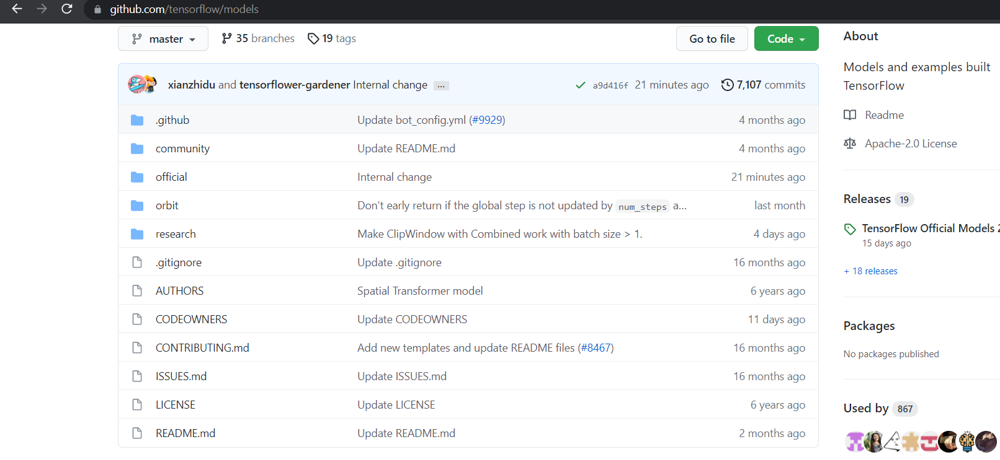 github.com/tensorflow/models
master 35 branches 19 tags Go to file Code
xianzhidu and tensorflower-gardener Internal change ... a9d416f 21 minutes ago 7,107 commits
.github Update bot_config.yml (#9929) 4 months ago
community Update README.md 4 months ago
official Internal change 21 minutes ago
orbit Don't early return if the global step is not updated by num_steps a... last month
research Make ClipWindow with Combined work with batch size > 1. 4 days ago
.gitignore Update .gitignore 16 months ago
AUTHORS Spatial Transformer model 6 years ago
CODEOWNERS Update CODEOWNERS 11 days ago
CONTRIBUTING.md Add new templates and update README files (#8467) 16 months ago
ISSUES.md Update ISSUES.md 16 months ago
LICENSE Update LICENSE 6 years ago
README.md Update README.md 2 months ago
About
Models and examples built
TensorFlow
Readme
Apache-2.0 License
Releases 19
TensorFlow Official Models 2
15 days ago
+ 18 releases
Packages
No packages published
Used by 867